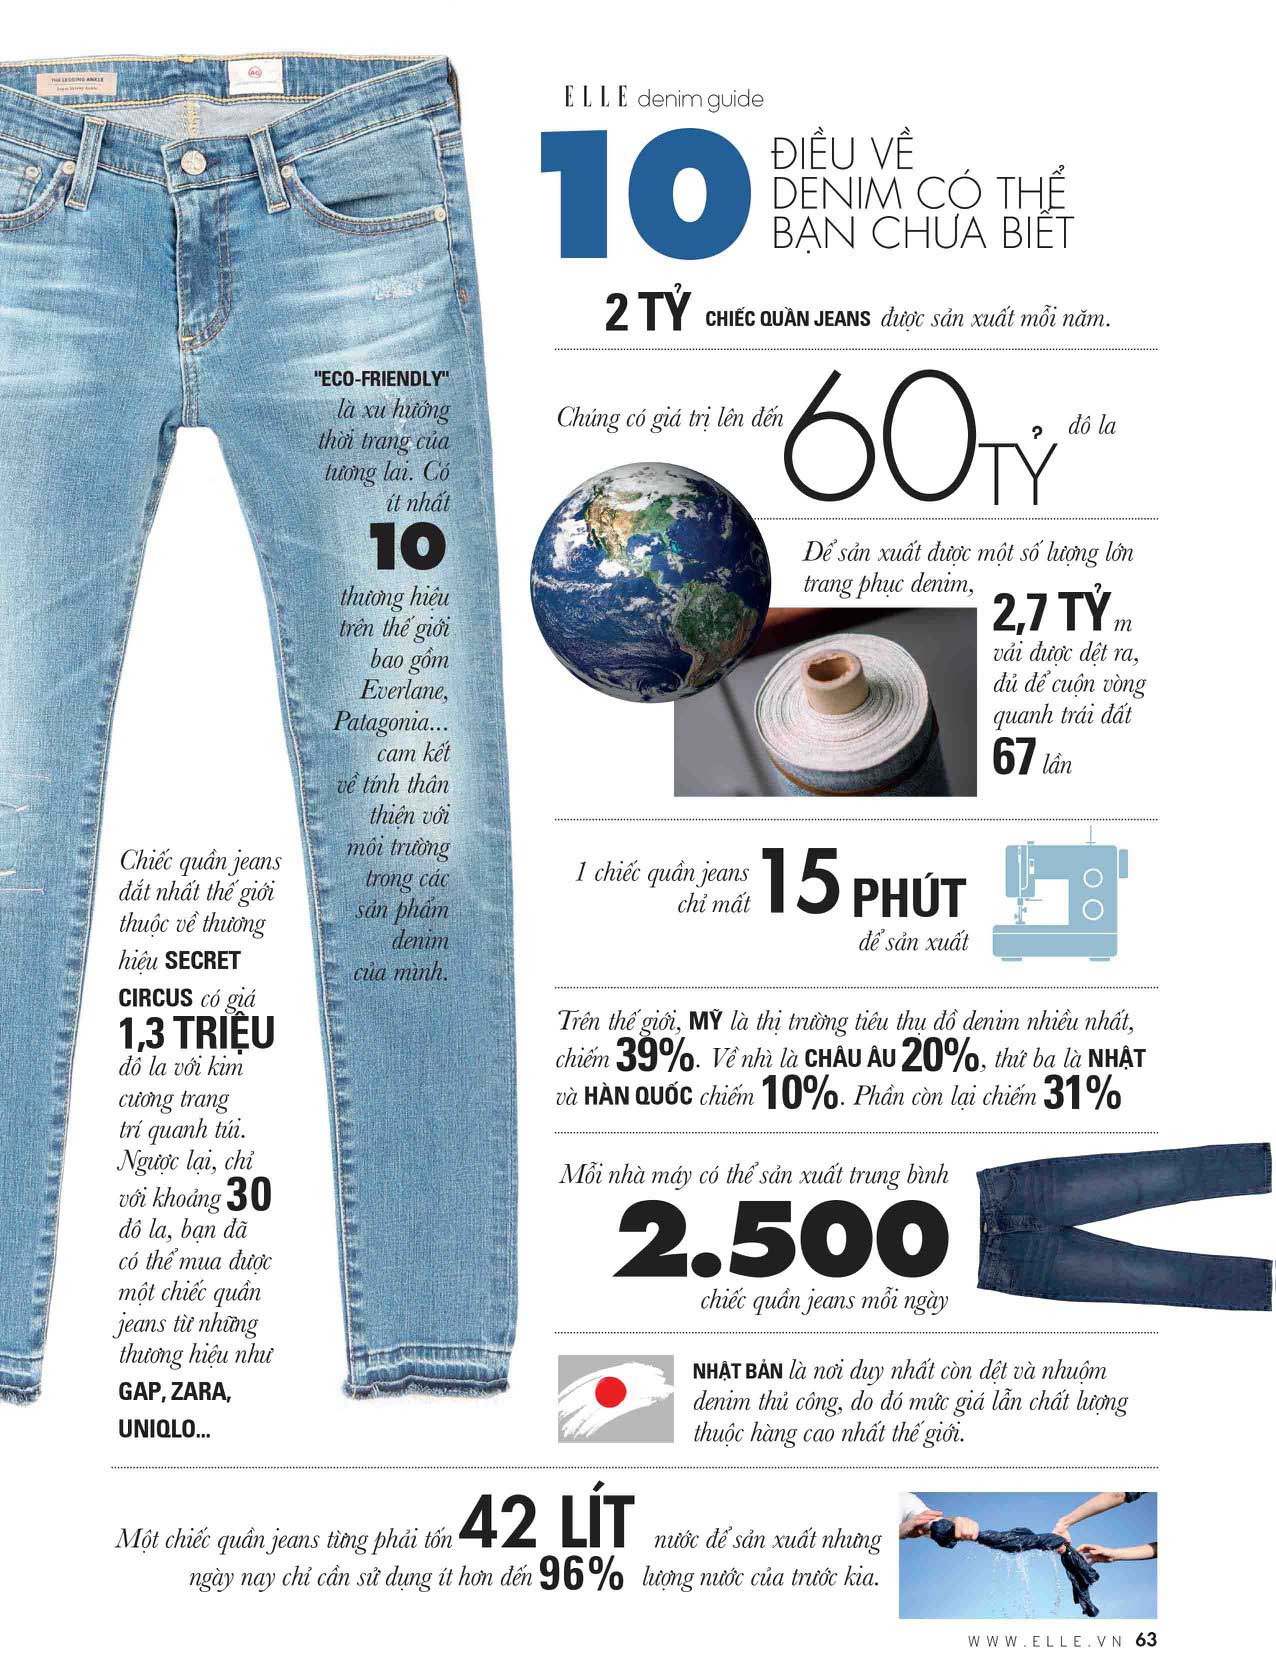 THE LEGGING ANKLE
Super Skinny Ankle
AG
ELLE denim guide
10 ĐIỀU VỀ
DENIM CÓ THỂ
BẠN CHƯA BIẾT
2 TỶ CHIẾC QUẦN JEANS được sản xuất mỗi năm.
Chúng có giá trị lên đến 60 TỶ đô la
Để sản xuất được một số lượng lớn
trang phục denim,
2,7 TỶ m
vải được dệt ra,
đủ để cuộn vòng
quanh trái đất
67 lần
1 chiếc quần jeans
chỉ mất 15 PHÚT
để sản xuất
Trên thế giới, MỸ là thị trường tiêu thụ đồ denim nhiều nhất,
chiếm 39%. Về nhì là CHÂU ÂU 20%, thứ ba là NHẬT
và HÀN QUỐC chiếm 10%. Phần còn lại chiếm 31%
Mỗi nhà máy có thể sản xuất trung bình
2.500
chiếc quần jeans mỗi ngày
NHẬT BẢN là nơi duy nhất còn dệt và nhuộm
denim thủ công, do đó mức giá lẫn chất lượng
thuộc hàng cao nhất thế giới.
"ECO-FRIENDLY"
là xu hướng
thời trang của
tương lai. Có
ít nhất
10
thương hiệu
trên thế giới
bao gồm
Everlane,
Patagonia...
cam kết
về tính thân
thiện với
môi trường
trong các
sản phẩm
denim
của mình.
Chiếc quần jeans
đắt nhất thế giới
thuộc về thương
hiệu SECRET
CIRCUS có giá
1,3 TRIỆU
đô la với kim
cương trang
trí quanh túi.
Ngược lại, chỉ
với khoảng 30
đô la, bạn đã
có thể mua được
một chiếc quần
jeans từ những
thương hiệu như
GAP, ZARA,
UNIQLO...
Một chiếc quần jeans từng phải tốn 42 LÍT nước để sản xuất nhưng
ngày nay chỉ cần sử dụng ít hơn đến 96% lượng nước của trước kia.
WWW.ELLE.VN 63